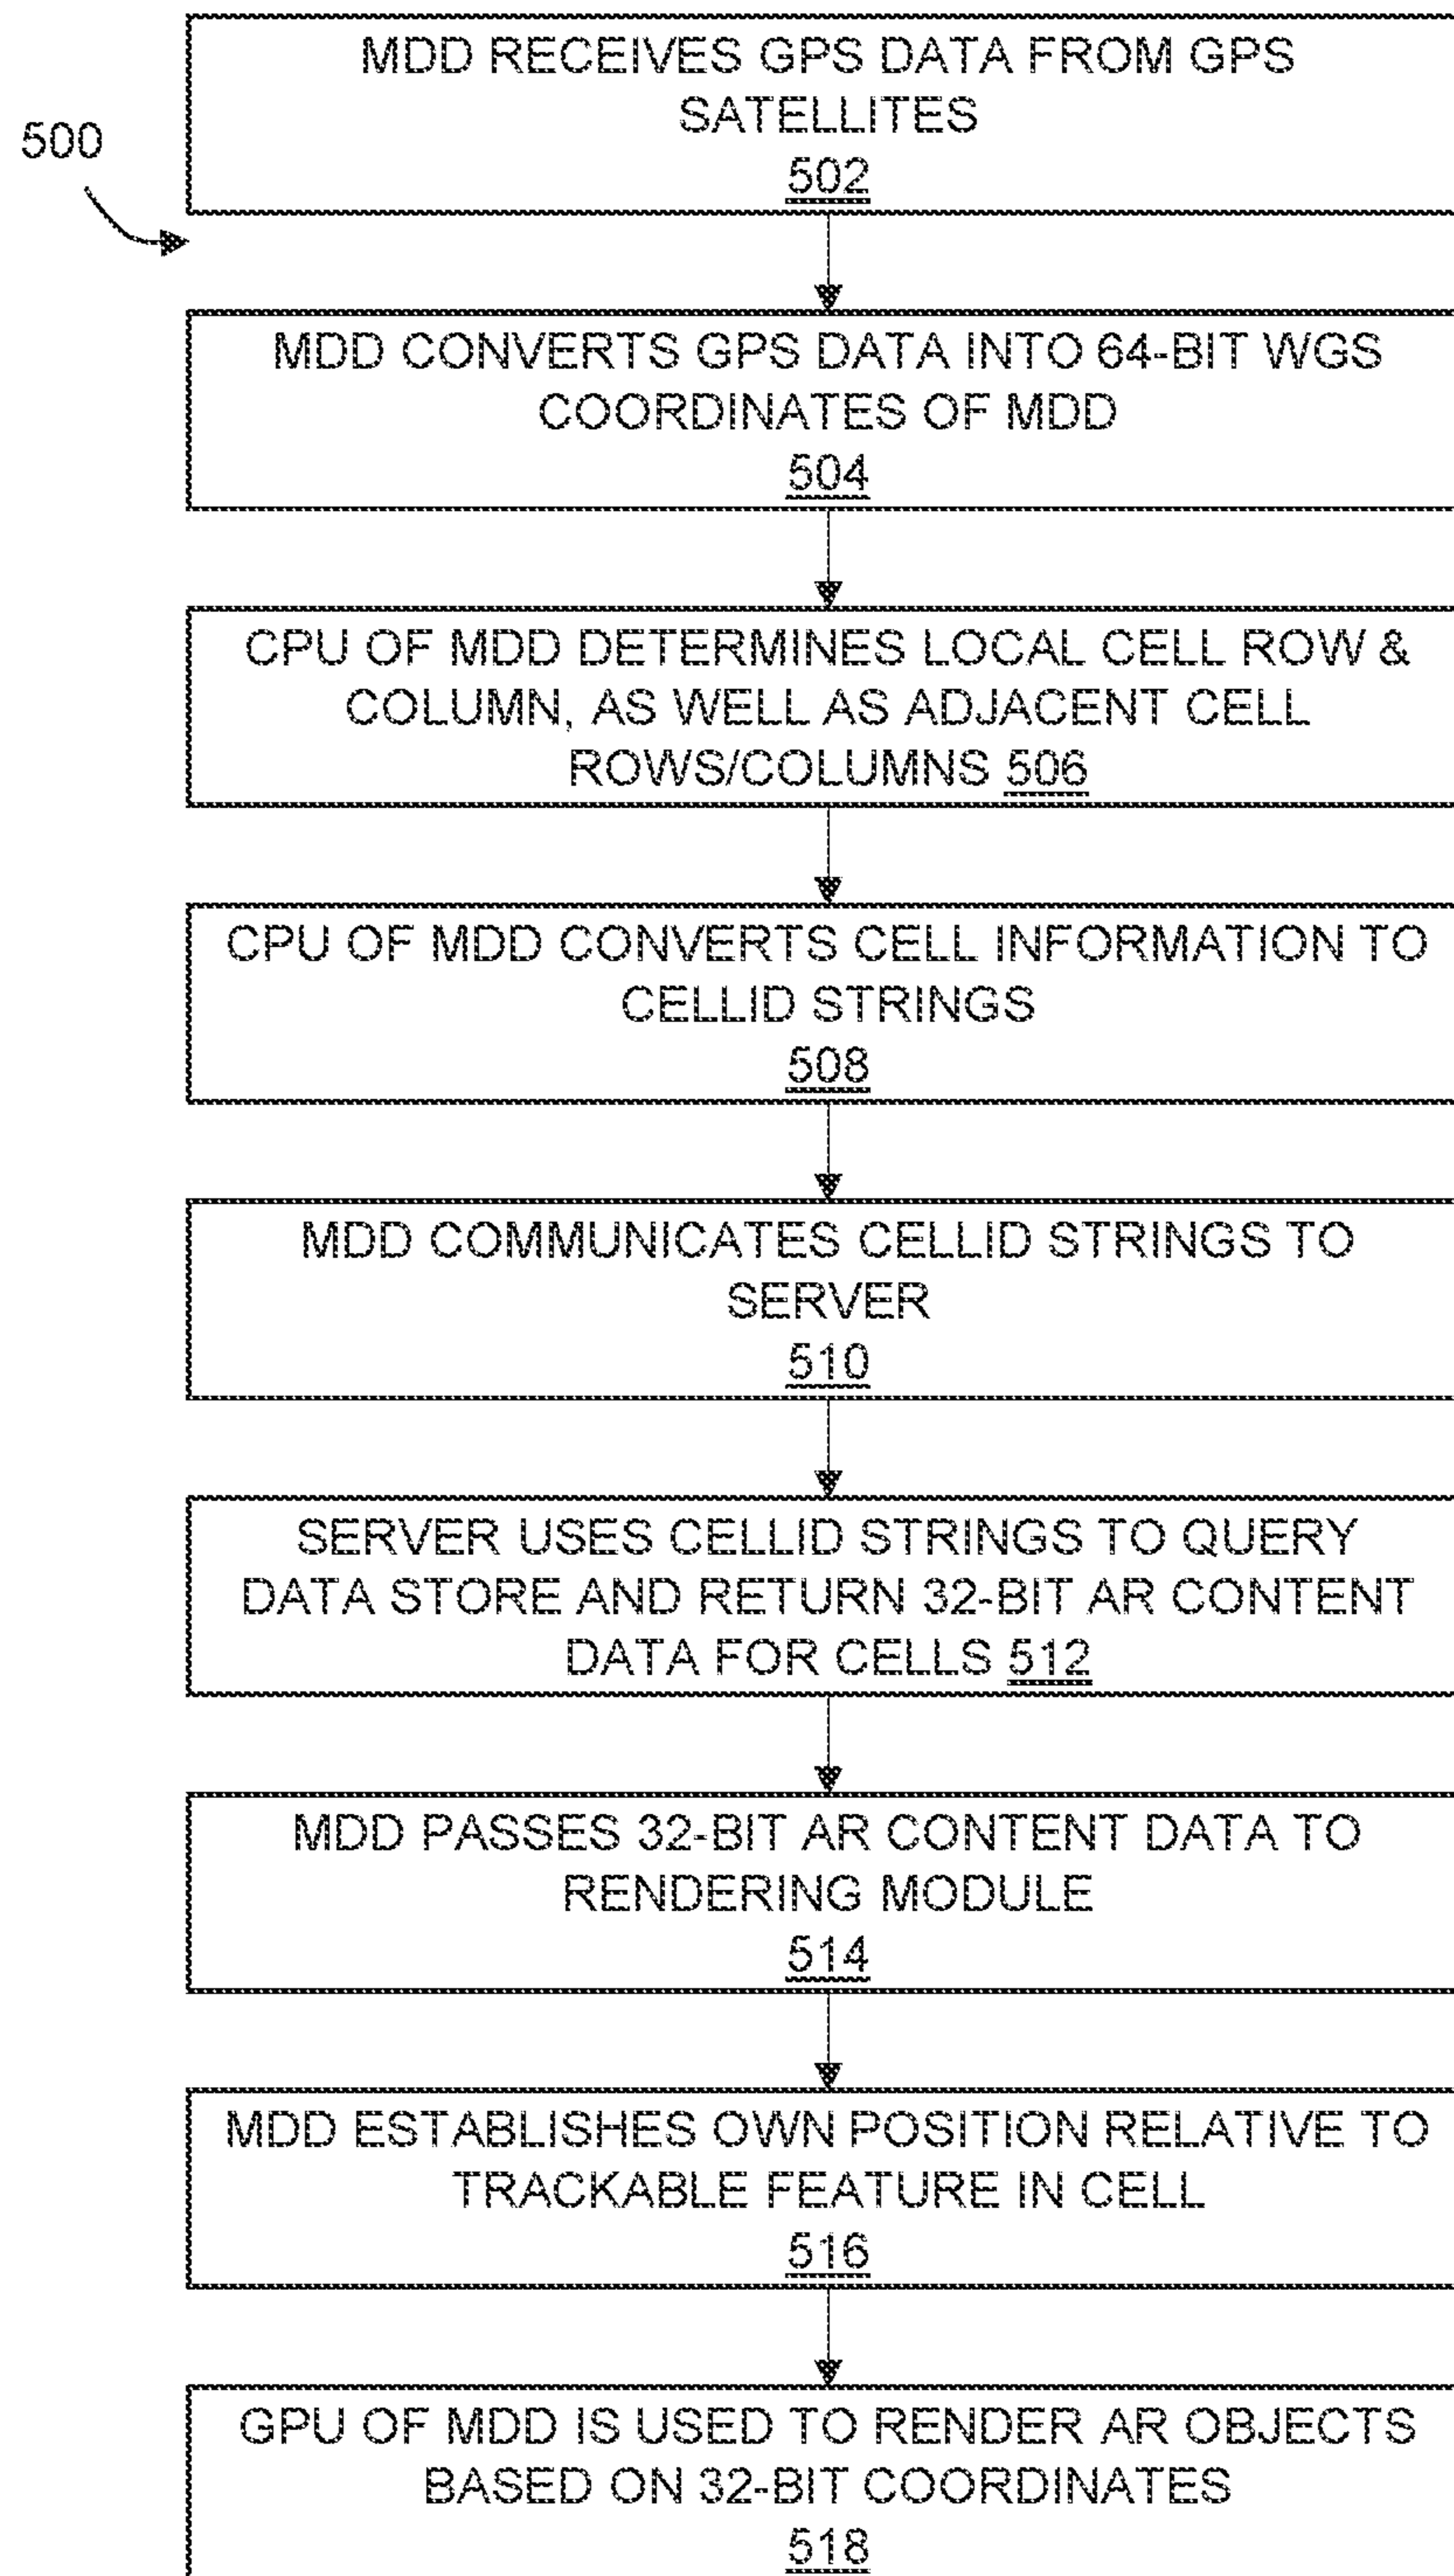 MDD RECEIVES GPS DATA FROM GPS
SATELLITES
502
500
MDD CONVERTS GPS DATA INTO 64-BIT WGS
COORDINATES OF MDD
504
CPU OF MDD DETERMINES LOCAL CELL ROW &
COLUMN, AS WELL AS ADJACENT CELL
ROWS/COLUMNS 506
CPU OF MDD CONVERTS CELL INFORMATION TO
CELLID STRINGS
508
MDD COMMUNICATES CELLID STRINGS TO
SERVER
510
SERVER USES CELLID STRINGS TO QUERY
DATA STORE AND RETURN 32-BIT AR CONTENT
DATA FOR CELLS 512
MDD PASSES 32-BIT AR CONTENT DATA TO
RENDERING MODULE
514
MDD ESTABLISHES OWN POSITION RELATIVE TO
TRACKABLE FEATURE IN CELL
516
GPU OF MDD IS USED TO RENDER AR OBJECTS
BASED ON 32-BIT COORDINATES
518